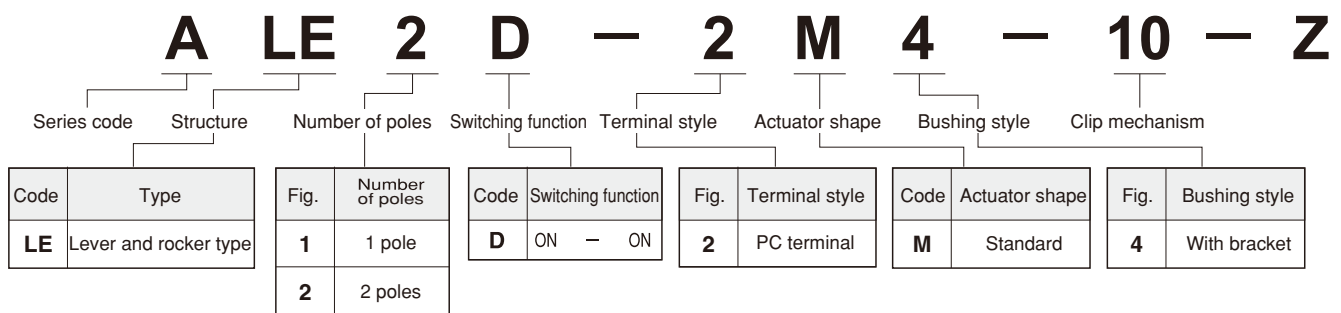 A LE 2 D — 2 M 4 — 10 — Z
Series code Structure Number of poles Switching function Terminal style Actuator shape Bushing style Clip mechanism
Code Type
LE Lever and rocker type
Fig. Number of poles
1 1 pole
2 2 poles
Code Switching function
D ON — ON
Fig. Terminal style
2 PC terminal
Code Actuator shape
M Standard
Fig. Bushing style
4 With bracket